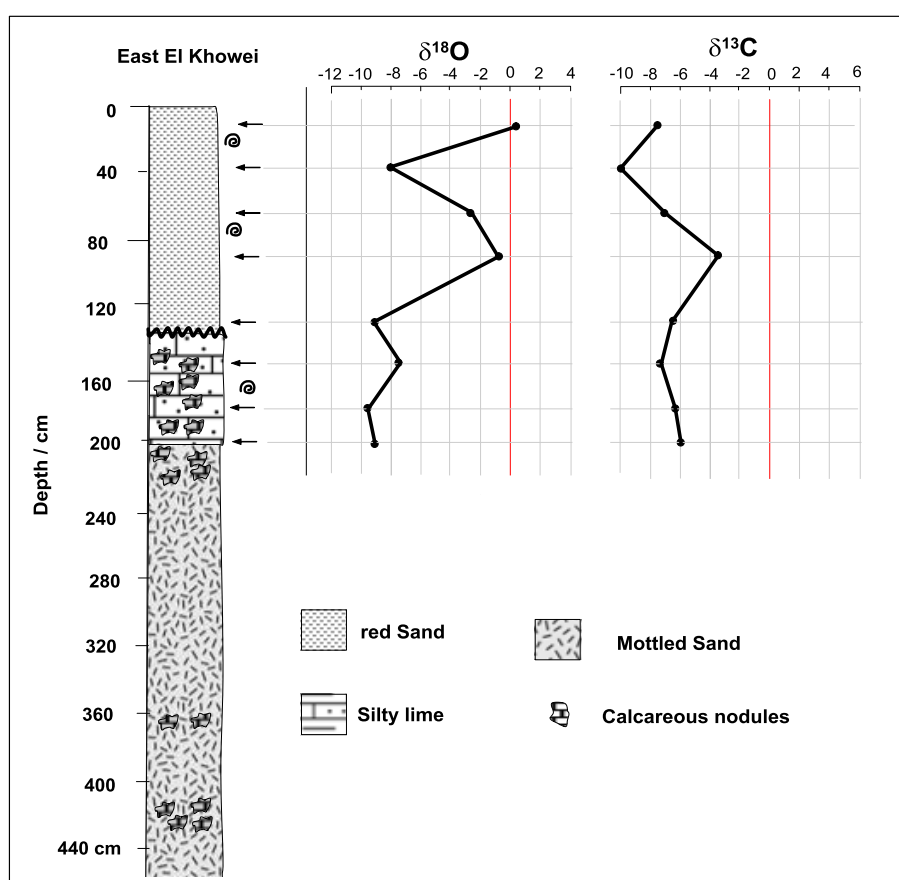 East El Khowei
δ¹⁸O
δ¹³C
-12 -10 -8 -6 -4 -2 0 2 4
-10 -8 -6 -4 -2 0 2 4 6
0
40
80
120
160
200
240
280
320
360
400
440 cm
Depth / cm
red Sand
Mottled Sand
Silty lime
Calcareous nodules